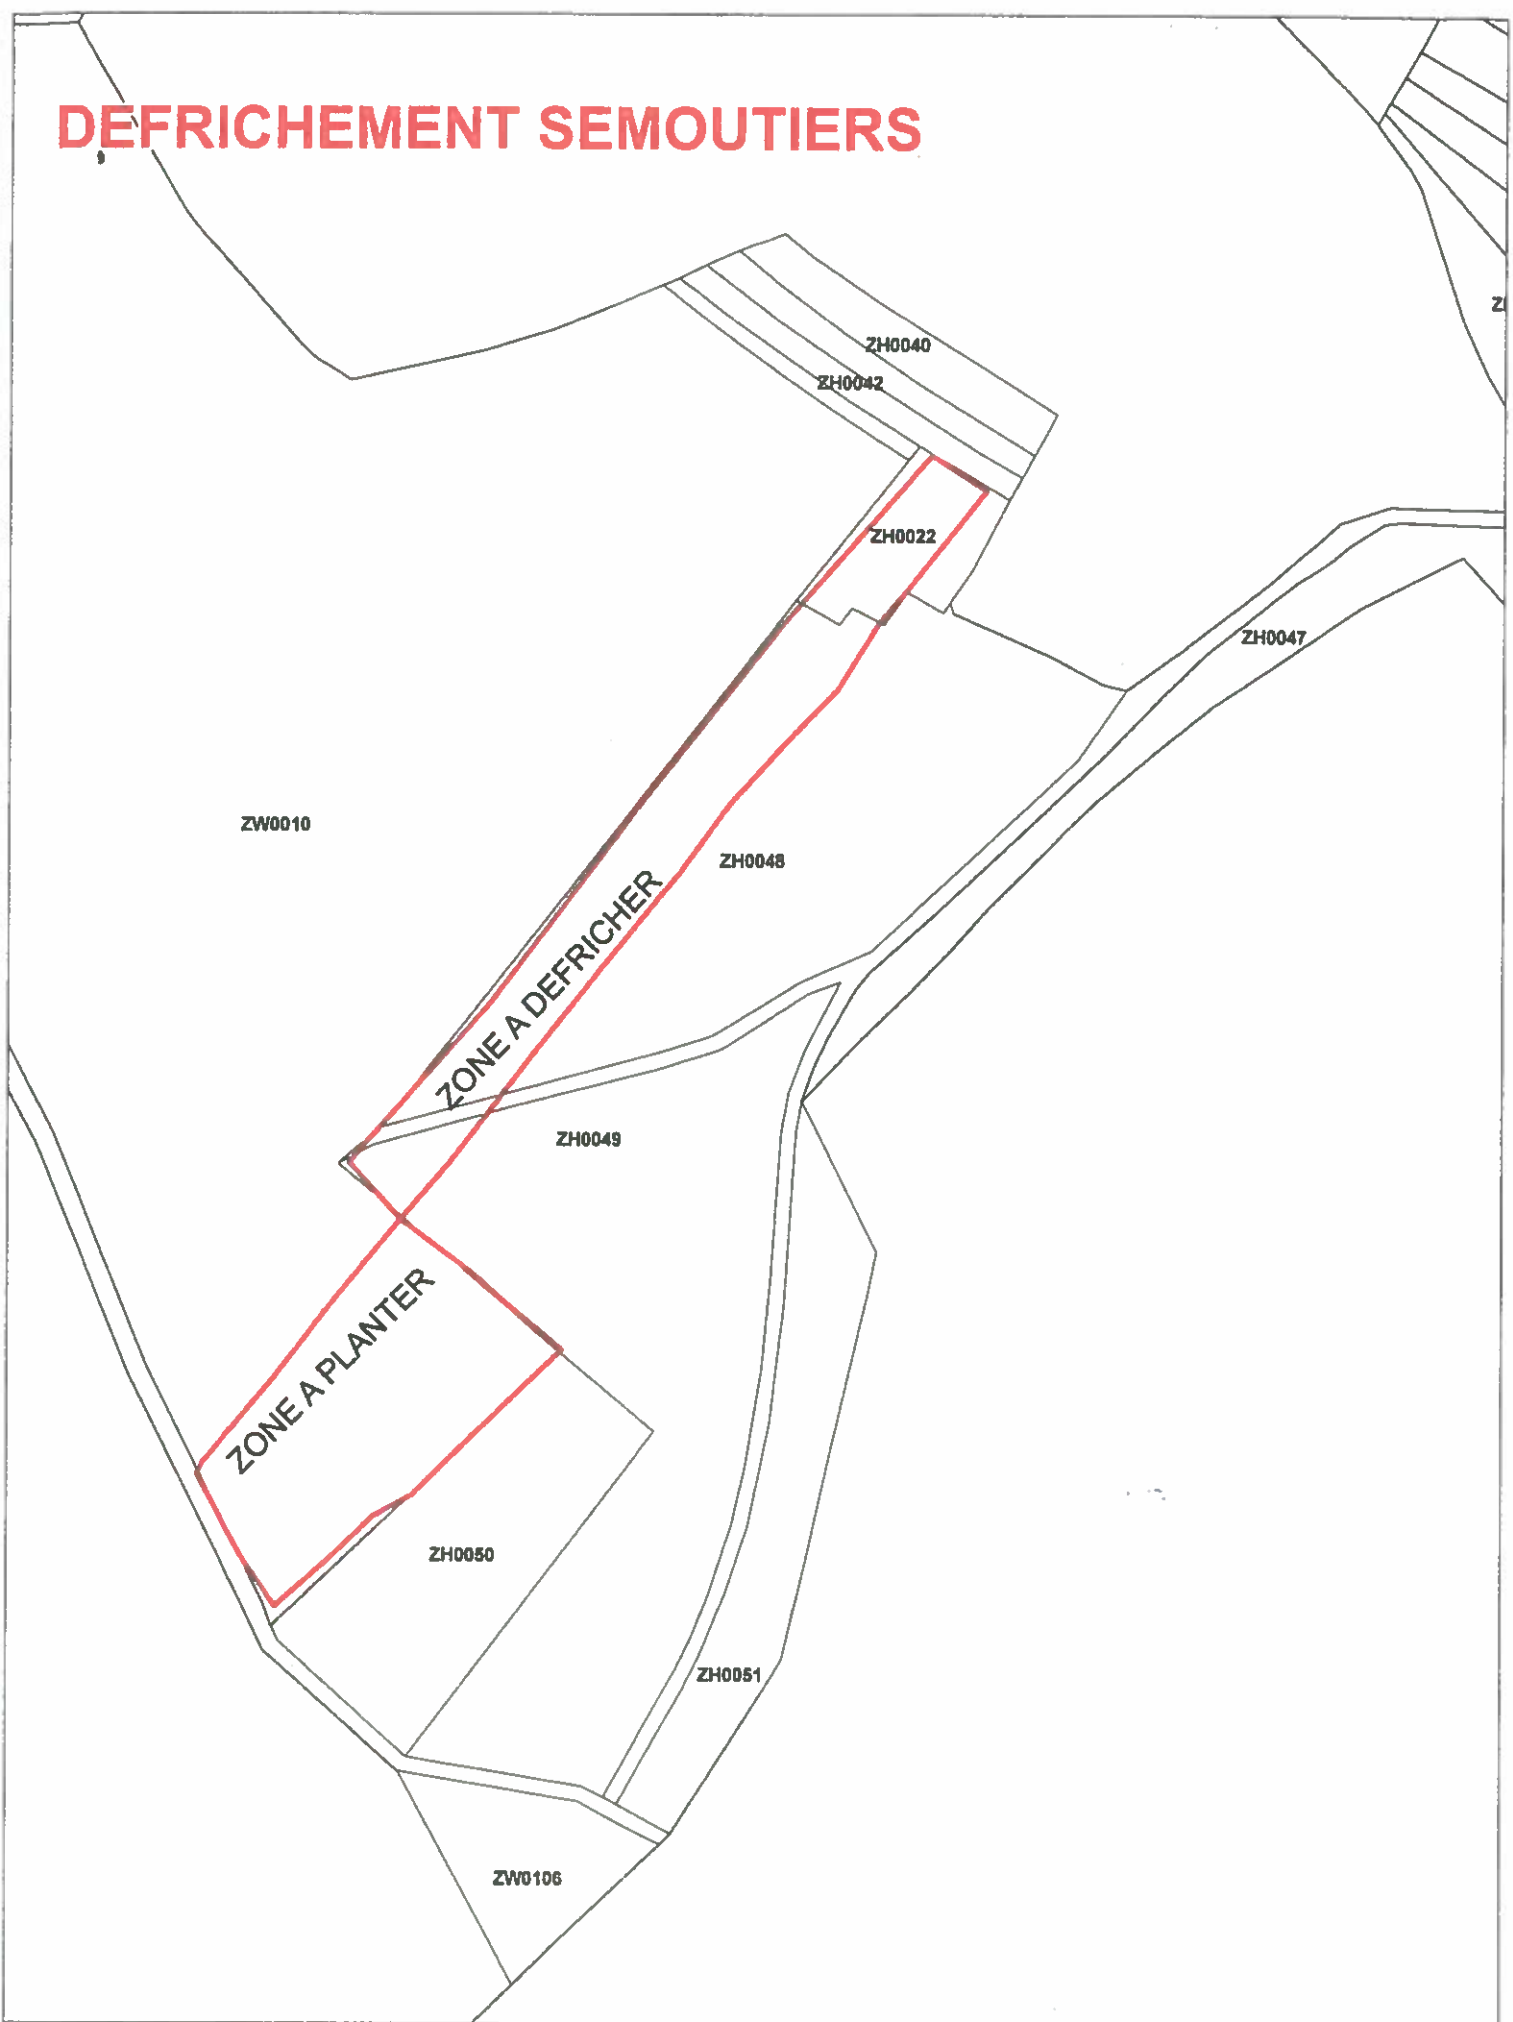 DEFRICHEMENT SEMOUTIERS
ZH0040
ZH0042
ZH0022
ZH0047
ZW0010
ZH0048
ZONE A DEFRICHER
ZH0049
ZONE A PLANTER
ZH0050
ZH0051
ZW0106